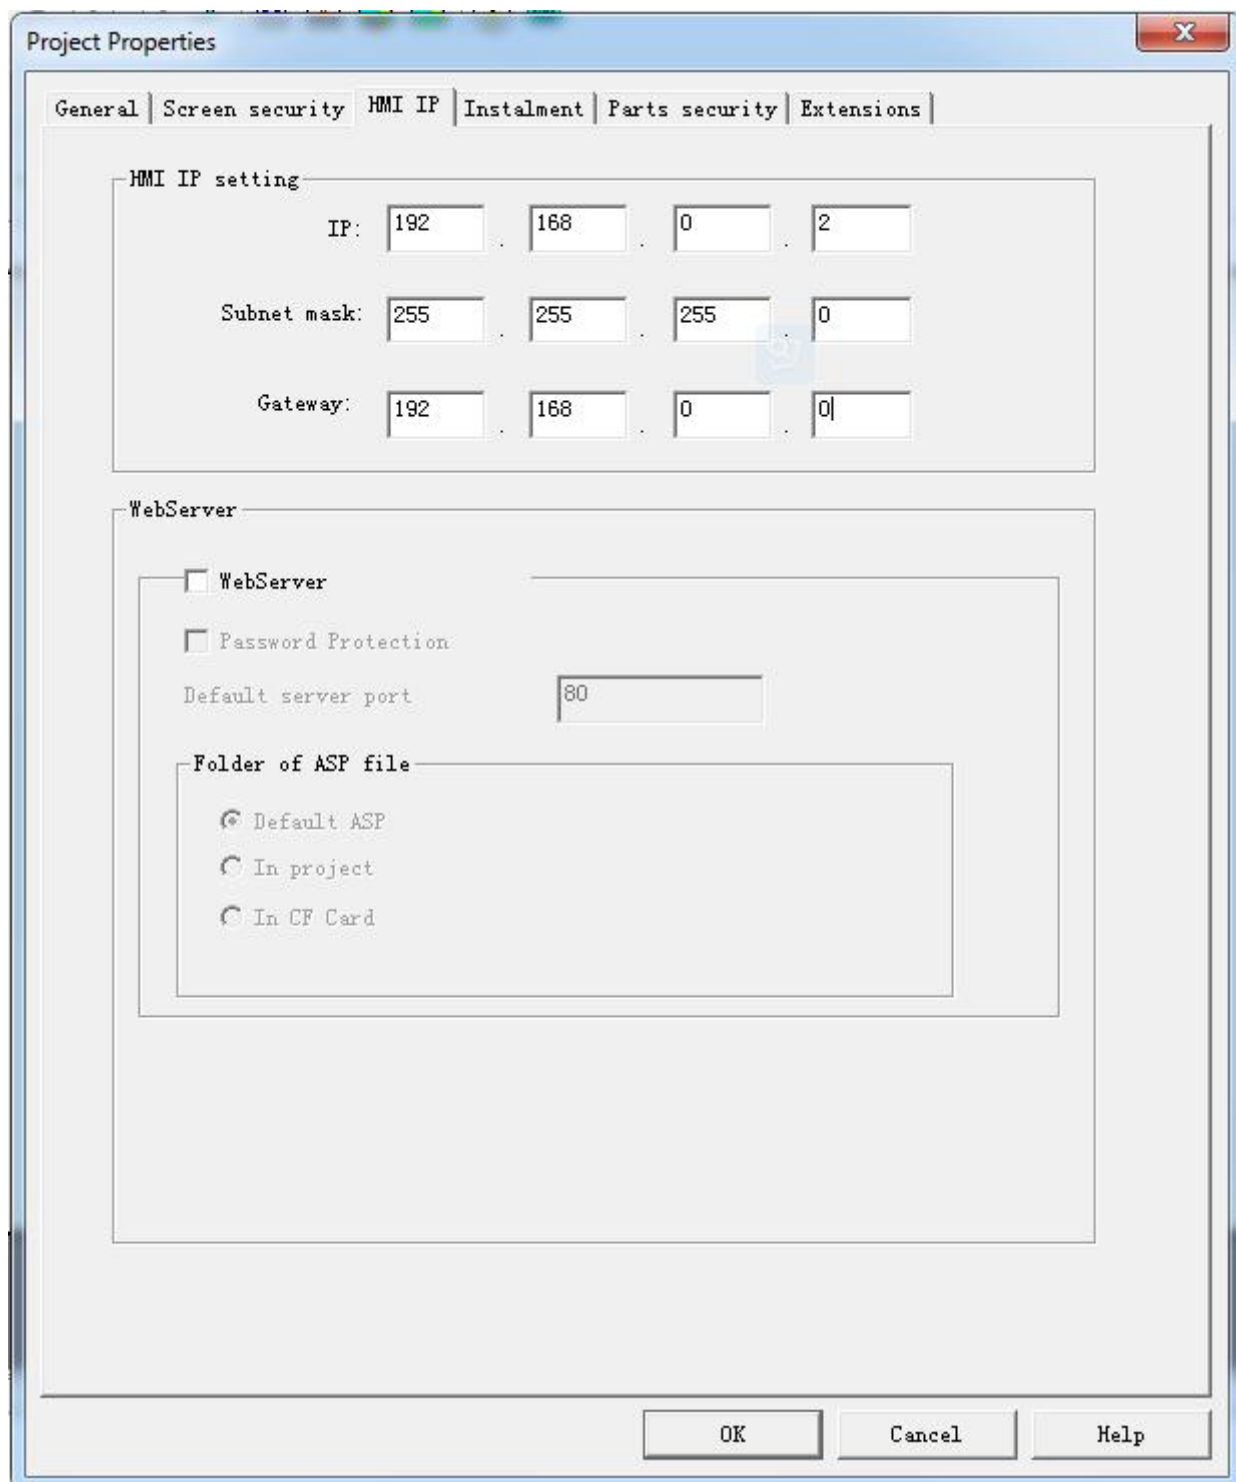 Project Properties
General Screen security HMI IP Instalment Parts security Extensions
HMI IP setting
IP: 192 . 168 . 0 . 2
Subnet mask: 255 . 255 . 255 . 0
Gateway: 192 . 168 . 0 . 0
WebServer
WebServer
Password Protection
Default server port 80
Folder of ASP file
Default ASP
In project
In CF Card
OK Cancel Help